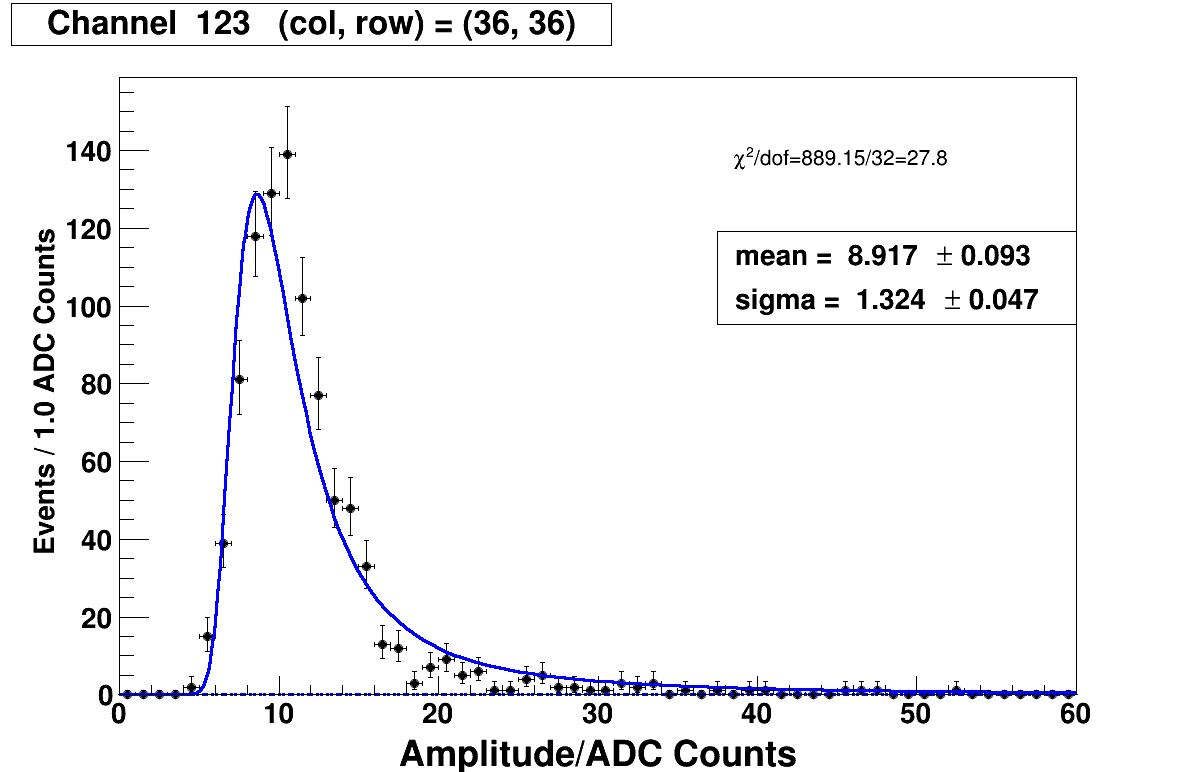 Channel 123 (col, row) = (36, 36)
χ²/dof=889.15/32=27.8
mean = 8.917 ± 0.093
sigma = 1.324 ± 0.047
Events / 1.0 ADC Counts
140
120
100
80
60
40
20
0
0 10 20 30 40 50 60
Amplitude/ADC Counts